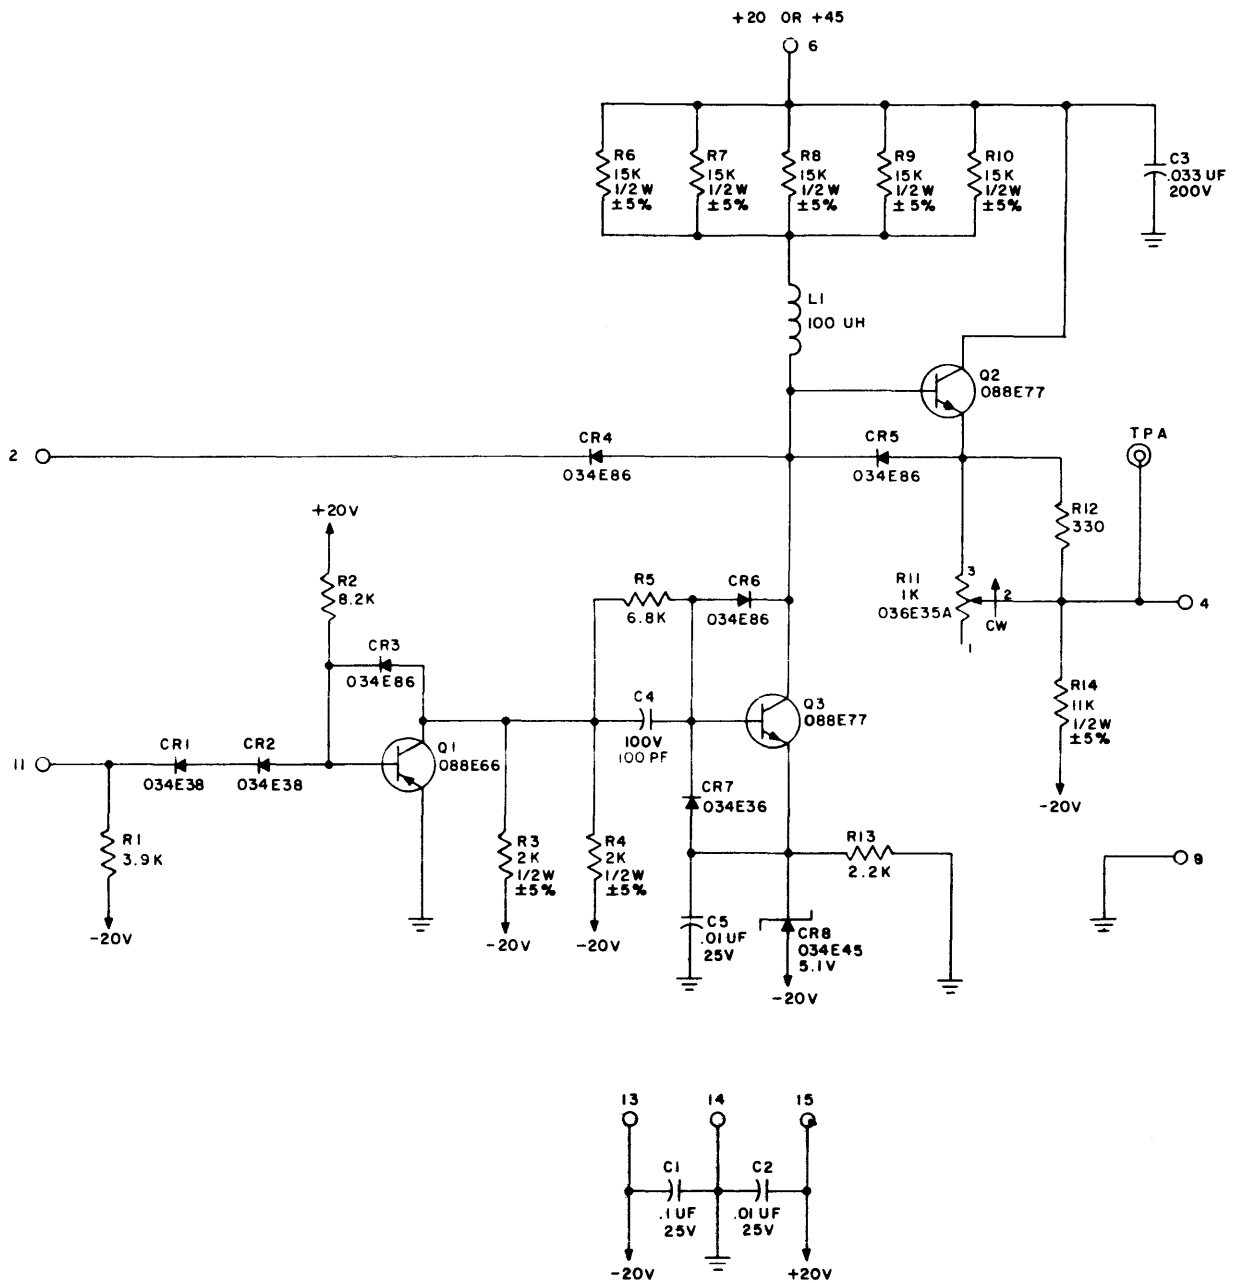 +20 OR +45
6
R6
15K
1/2W
±5%
R7
15K
1/2W
±5%
R8
15K
1/2W
±5%
R9
15K
1/2W
±5%
R10
15K
1/2W
±5%
C3
.033 UF
200V
L1
100 UH
Q2
088E77
2
CR4
034E86
CR5
034E86
TPA
+20V
R2
8.2K
R12
330
R5
6.8K
CR6
034E86
R11
1K
036E35A
3
2
CW
1
4
CR3
034E86
C4
100V
100 PF
Q3
088E77
R14
11K
1/2W
±5%
-20V
11
CR1
034E38
CR2
034E38
Q1
088E66
CR7
034E36
R1
3.9K
-20V
R3
2K
1/2W
±5%
-20V
R4
2K
1/2W
±5%
-20V
R13
2.2K
C5
.01UF
25V
CR8
034E45
5.1V
-20V
9
13
14
15
C1
.1UF
25V
C2
.01UF
25V
-20V
+20V